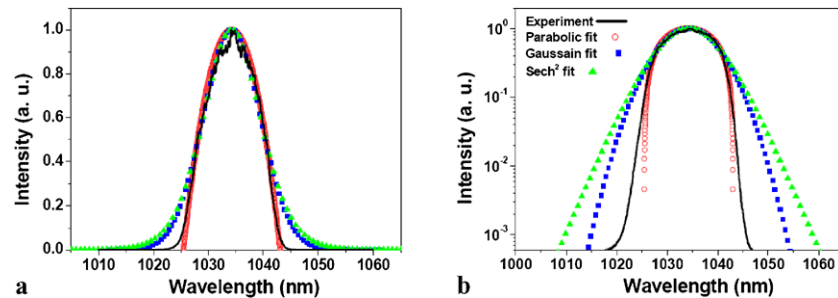 Intensity (a. u.)
1.0
0.8
0.6
0.4
0.2
0.0
1010 1020 1030 1040 1050 1060
Wavelength (nm)
a
Intensity (a. u.)
10⁰
10⁻¹
10⁻²
10⁻³
Experiment
Parabolic fit
Gaussain fit
Sech² fit
1000 1010 1020 1030 1040 1050 1060
Wavelength (nm)
b